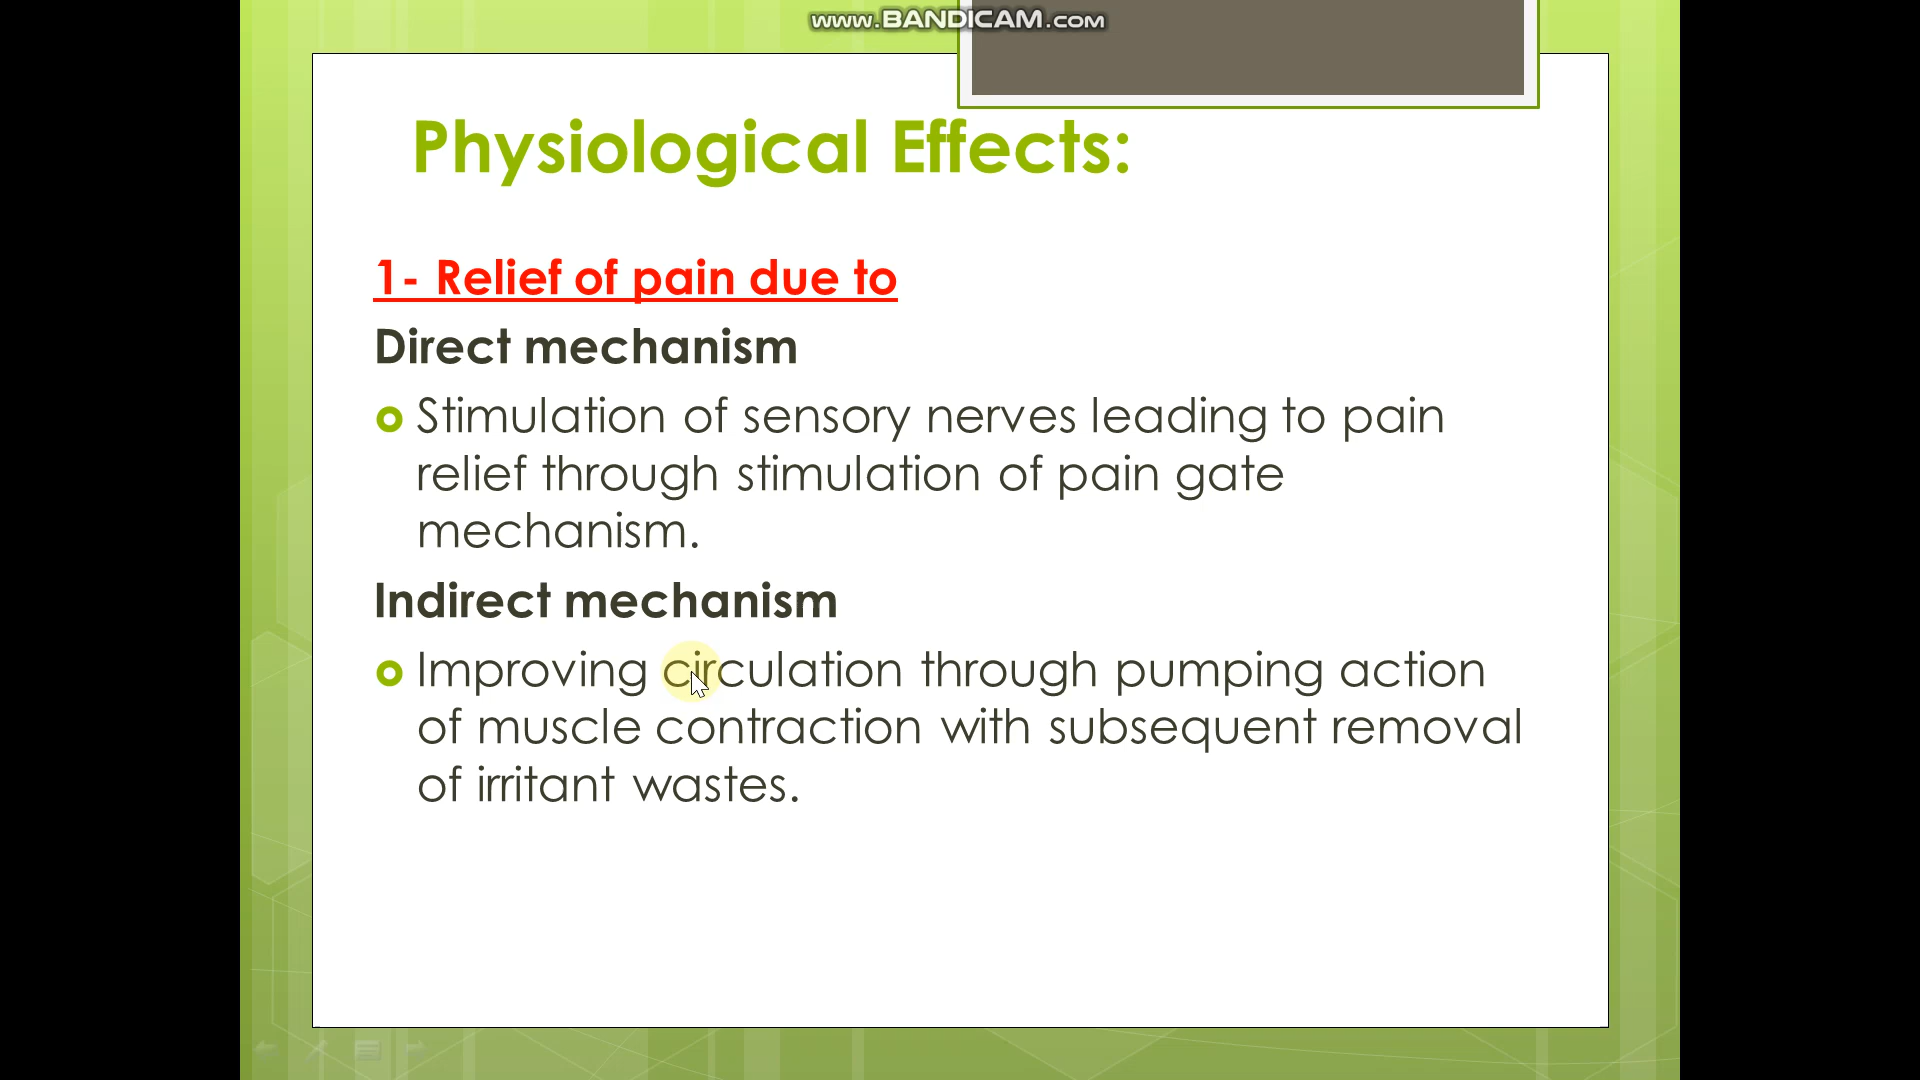 www.BANDICAM.com
Physiological Effects:
1- Relief of pain due to
Direct mechanism
Stimulation of sensory nerves leading to pain
relief through stimulation of pain gate
mechanism.
Indirect mechanism
Improving circulation through pumping action
of muscle contraction with subsequent removal
of irritant wastes.